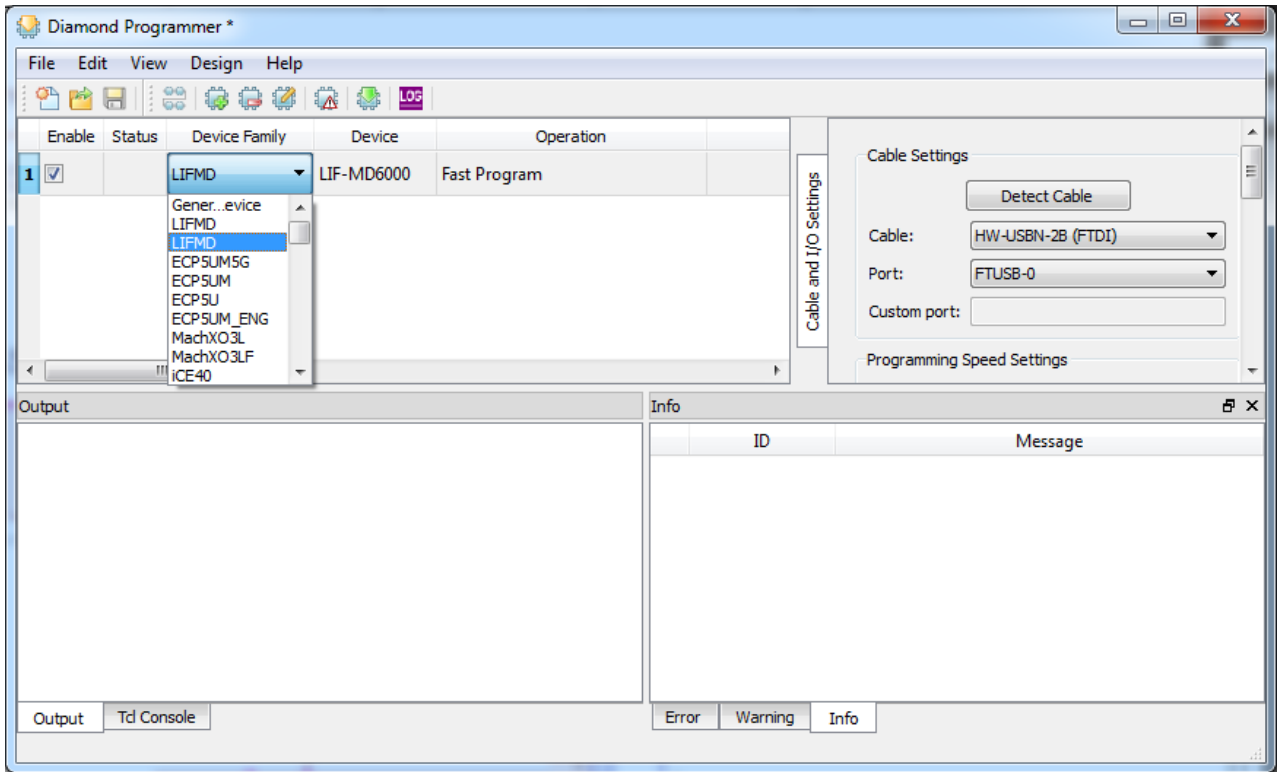 Diamond Programmer *
File Edit View Design Help
LOG
Enable Status Device Family Device Operation
1 LIFMD LIF-MD6000 Fast Program
Gener...evice
LIFMD
LIFMD
ECP5UM5G
ECP5UM
ECP5U
ECP5UM_ENG
MachXO3L
MachXO3LF
iCE40
Cable and I/O Settings
Cable Settings
Detect Cable
Cable: HW-USBN-2B (FTDI)
Port: FTUSB-0
Custom port:
Programming Speed Settings
Output
Info
ID Message
Output Tcl Console
Error Warning Info